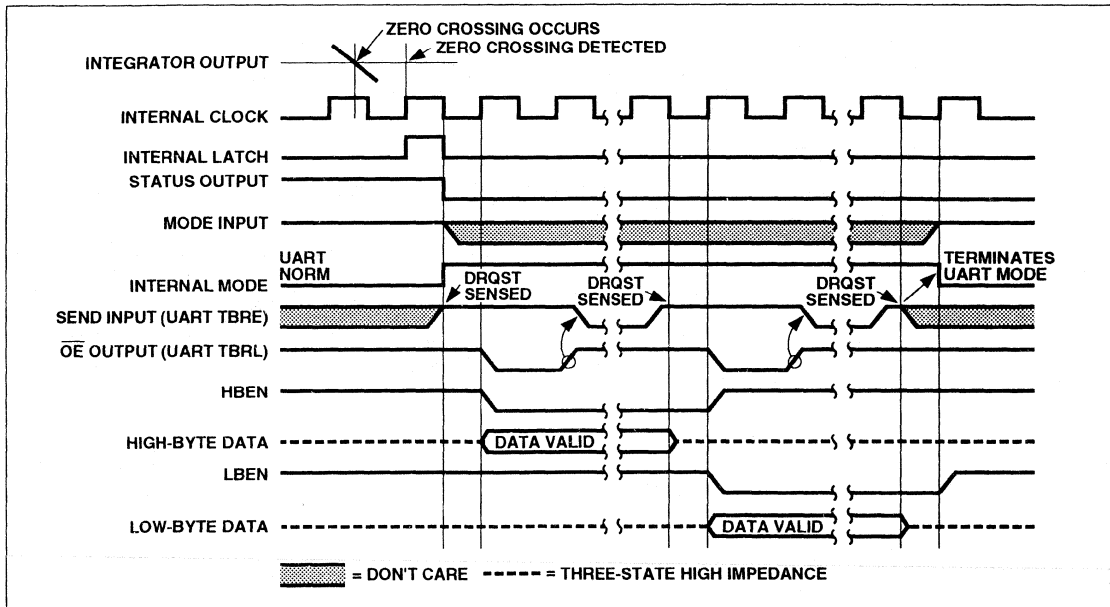 ZERO CROSSING OCCURS
ZERO CROSSING DETECTED
INTEGRATOR OUTPUT
INTERNAL CLOCK
INTERNAL LATCH
STATUS OUTPUT
MODE INPUT
UART
NORM
INTERNAL MODE
DRQST
SENSED
DRQST
SENSED
DRQST
SENSED
TERMINATES
UART MODE
SEND INPUT (UART TBRE)
OE OUTPUT (UART TBRL)
HBEN
HIGH-BYTE DATA
DATA VALID
LBEN
LOW-BYTE DATA
DATA VALID
= DON'T CARE
= THREE-STATE HIGH IMPEDANCE